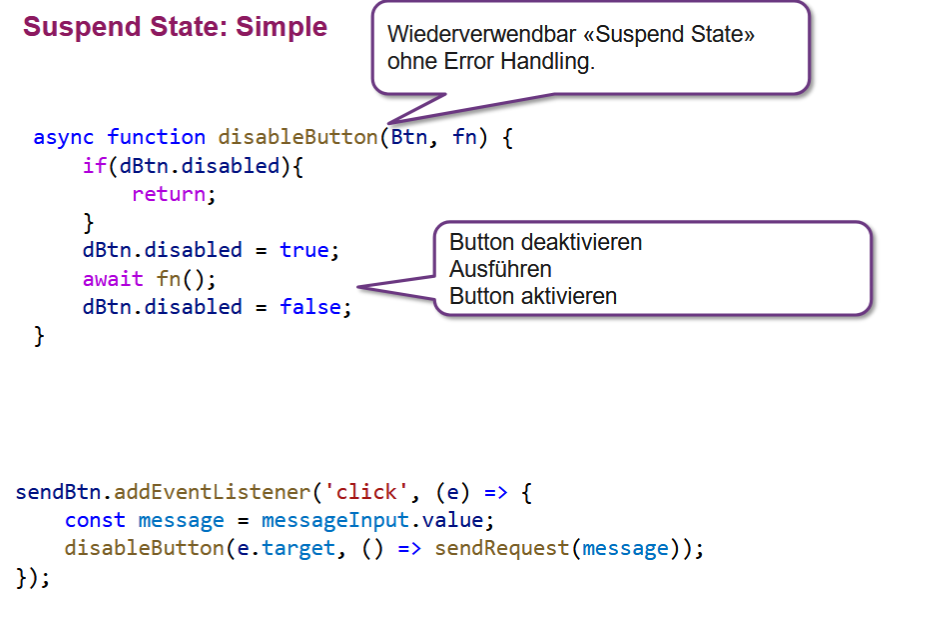 Suspend State: Simple
Wiederverwendbar «Suspend State»
ohne Error Handling.
async function disableButton(Btn, fn) {
if(dBtn.disabled){
return;
}
dBtn.disabled = true;
await fn();
dBtn.disabled = false;
}
Button deaktivieren
Ausführen
Button aktivieren
sendBtn.addEventListener('click', (e) => {
const message = messageInput.value;
disableButton(e.target, () => sendRequest(message));
});